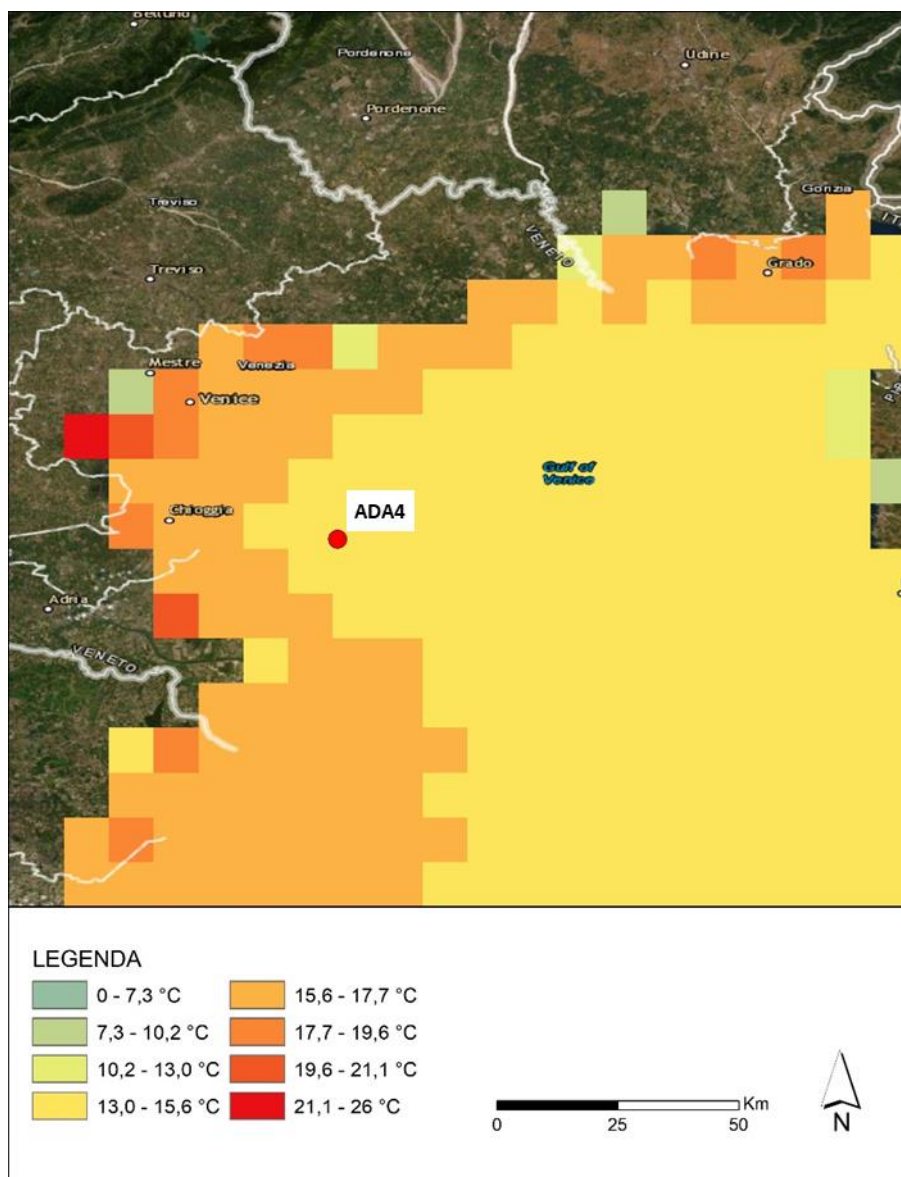 Belluno
Pordenone
Udine
Pordenone
Gorizia
Treviso
VENETO
Grado
Treviso
Mestre
Venezia
Venice
Gulf of
Venice
ADA4
Chioggia
Adria
VENETO
LEGENDA
0 - 7,3 °C
7,3 - 10,2 °C
10,2 - 13,0 °C
13,0 - 15,6 °C
15,6 - 17,7 °C
17,7 - 19,6 °C
19,6 - 21,1 °C
21,1 - 26 °C
0 25 50 Km
N